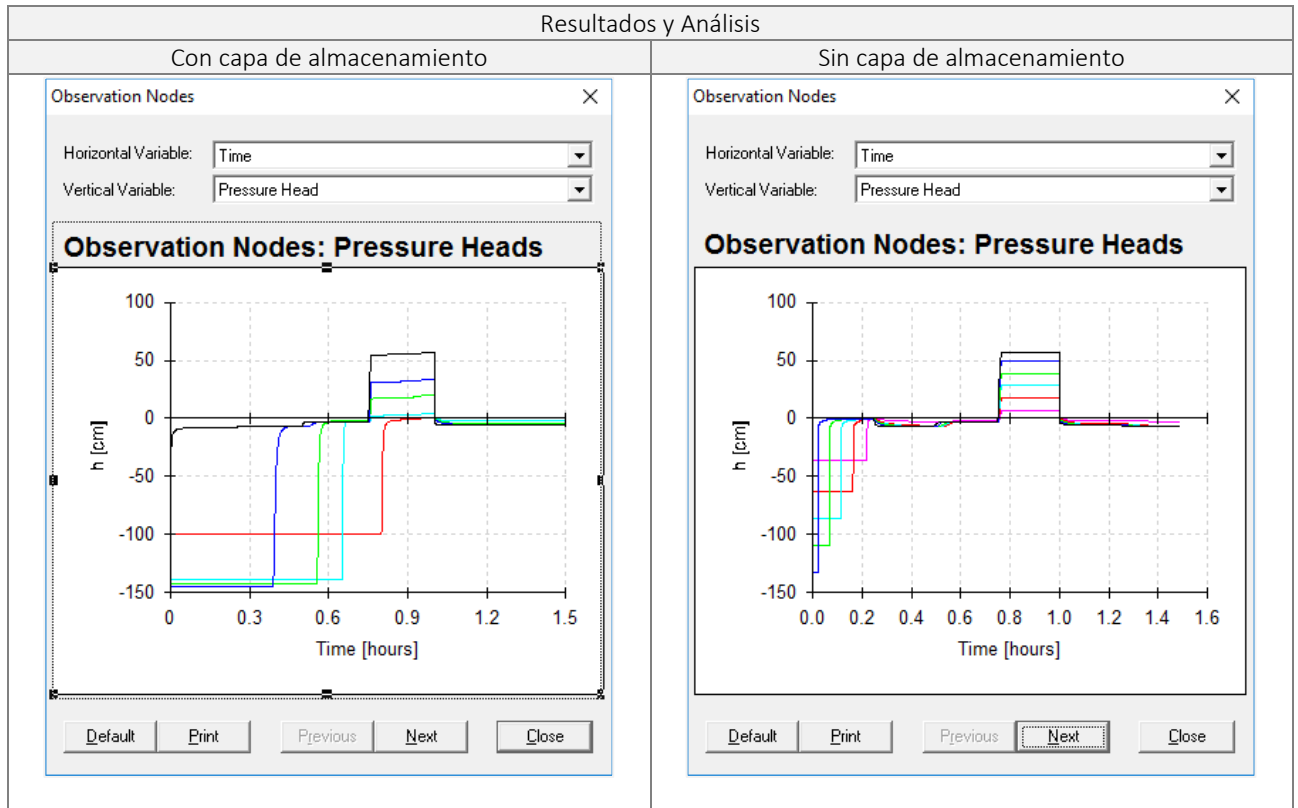 Resultados y Análisis
Con capa de almacenamiento
Sin capa de almacenamiento
Observation Nodes
Horizontal Variable: Time
Vertical Variable: Pressure Head
Observation Nodes: Pressure Heads
100
50
0
-50
-100
-150
h [cm]
0 0.3 0.6 0.9 1.2 1.5
Time [hours]
Default Print Previous Next Close
Observation Nodes
Horizontal Variable: Time
Vertical Variable: Pressure Head
Observation Nodes: Pressure Heads
100
50
0
-50
-100
-150
h [cm]
0.0 0.2 0.4 0.6 0.8 1.0 1.2 1.4 1.6
Time [hours]
Default Print Previous Next Close